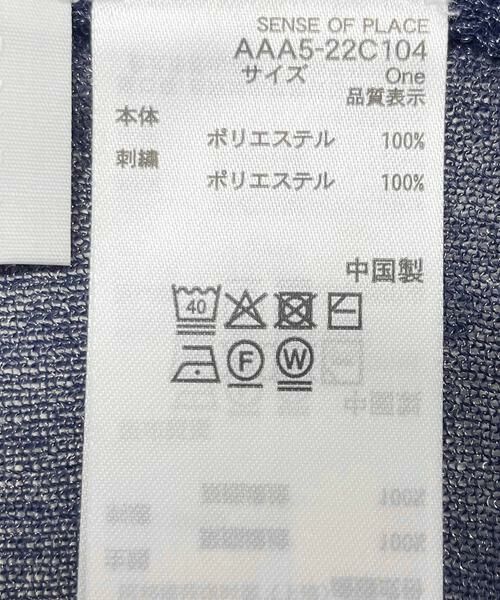 SENSE OF PLACE
AAA5-22C104
サイズ One
品質表示
本体
ポリエステル 100%
刺繍
ポリエステル 100%
中国製
40
F W